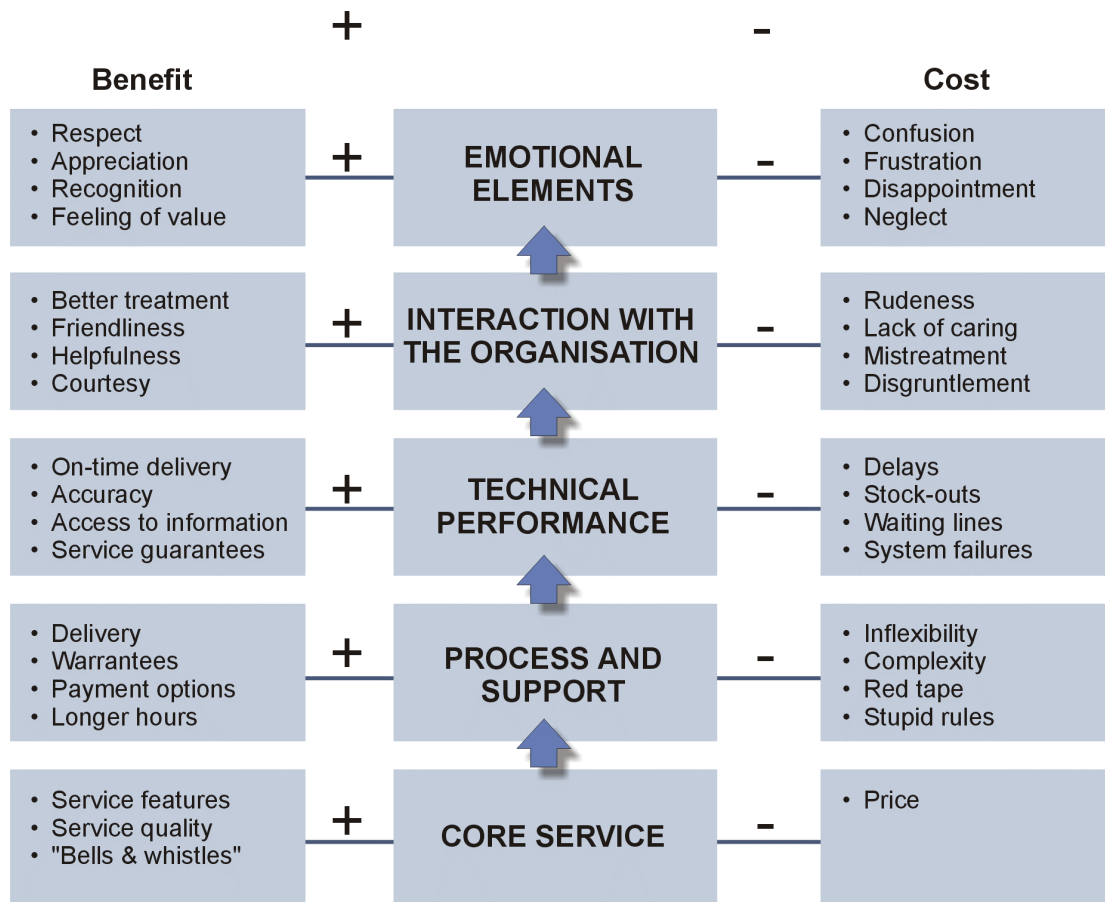 + -
Benefit Cost
• Respect
• Appreciation
• Recognition
• Feeling of value
+
EMOTIONAL
ELEMENTS
-
• Confusion
• Frustration
• Disappointment
• Neglect
• Better treatment
• Friendliness
• Helpfulness
• Courtesy
+
INTERACTION WITH
THE ORGANISATION
-
• Rudeness
• Lack of caring
• Mistreatment
• Disgruntlement
• On-time delivery
• Accuracy
• Access to information
• Service guarantees
+
TECHNICAL
PERFORMANCE
-
• Delays
• Stock-outs
• Waiting lines
• System failures
• Delivery
• Warrantees
• Payment options
• Longer hours
+
PROCESS AND
SUPPORT
-
• Inflexibility
• Complexity
• Red tape
• Stupid rules
• Service features
• Service quality
• "Bells & whistles"
+
CORE SERVICE
-
• Price